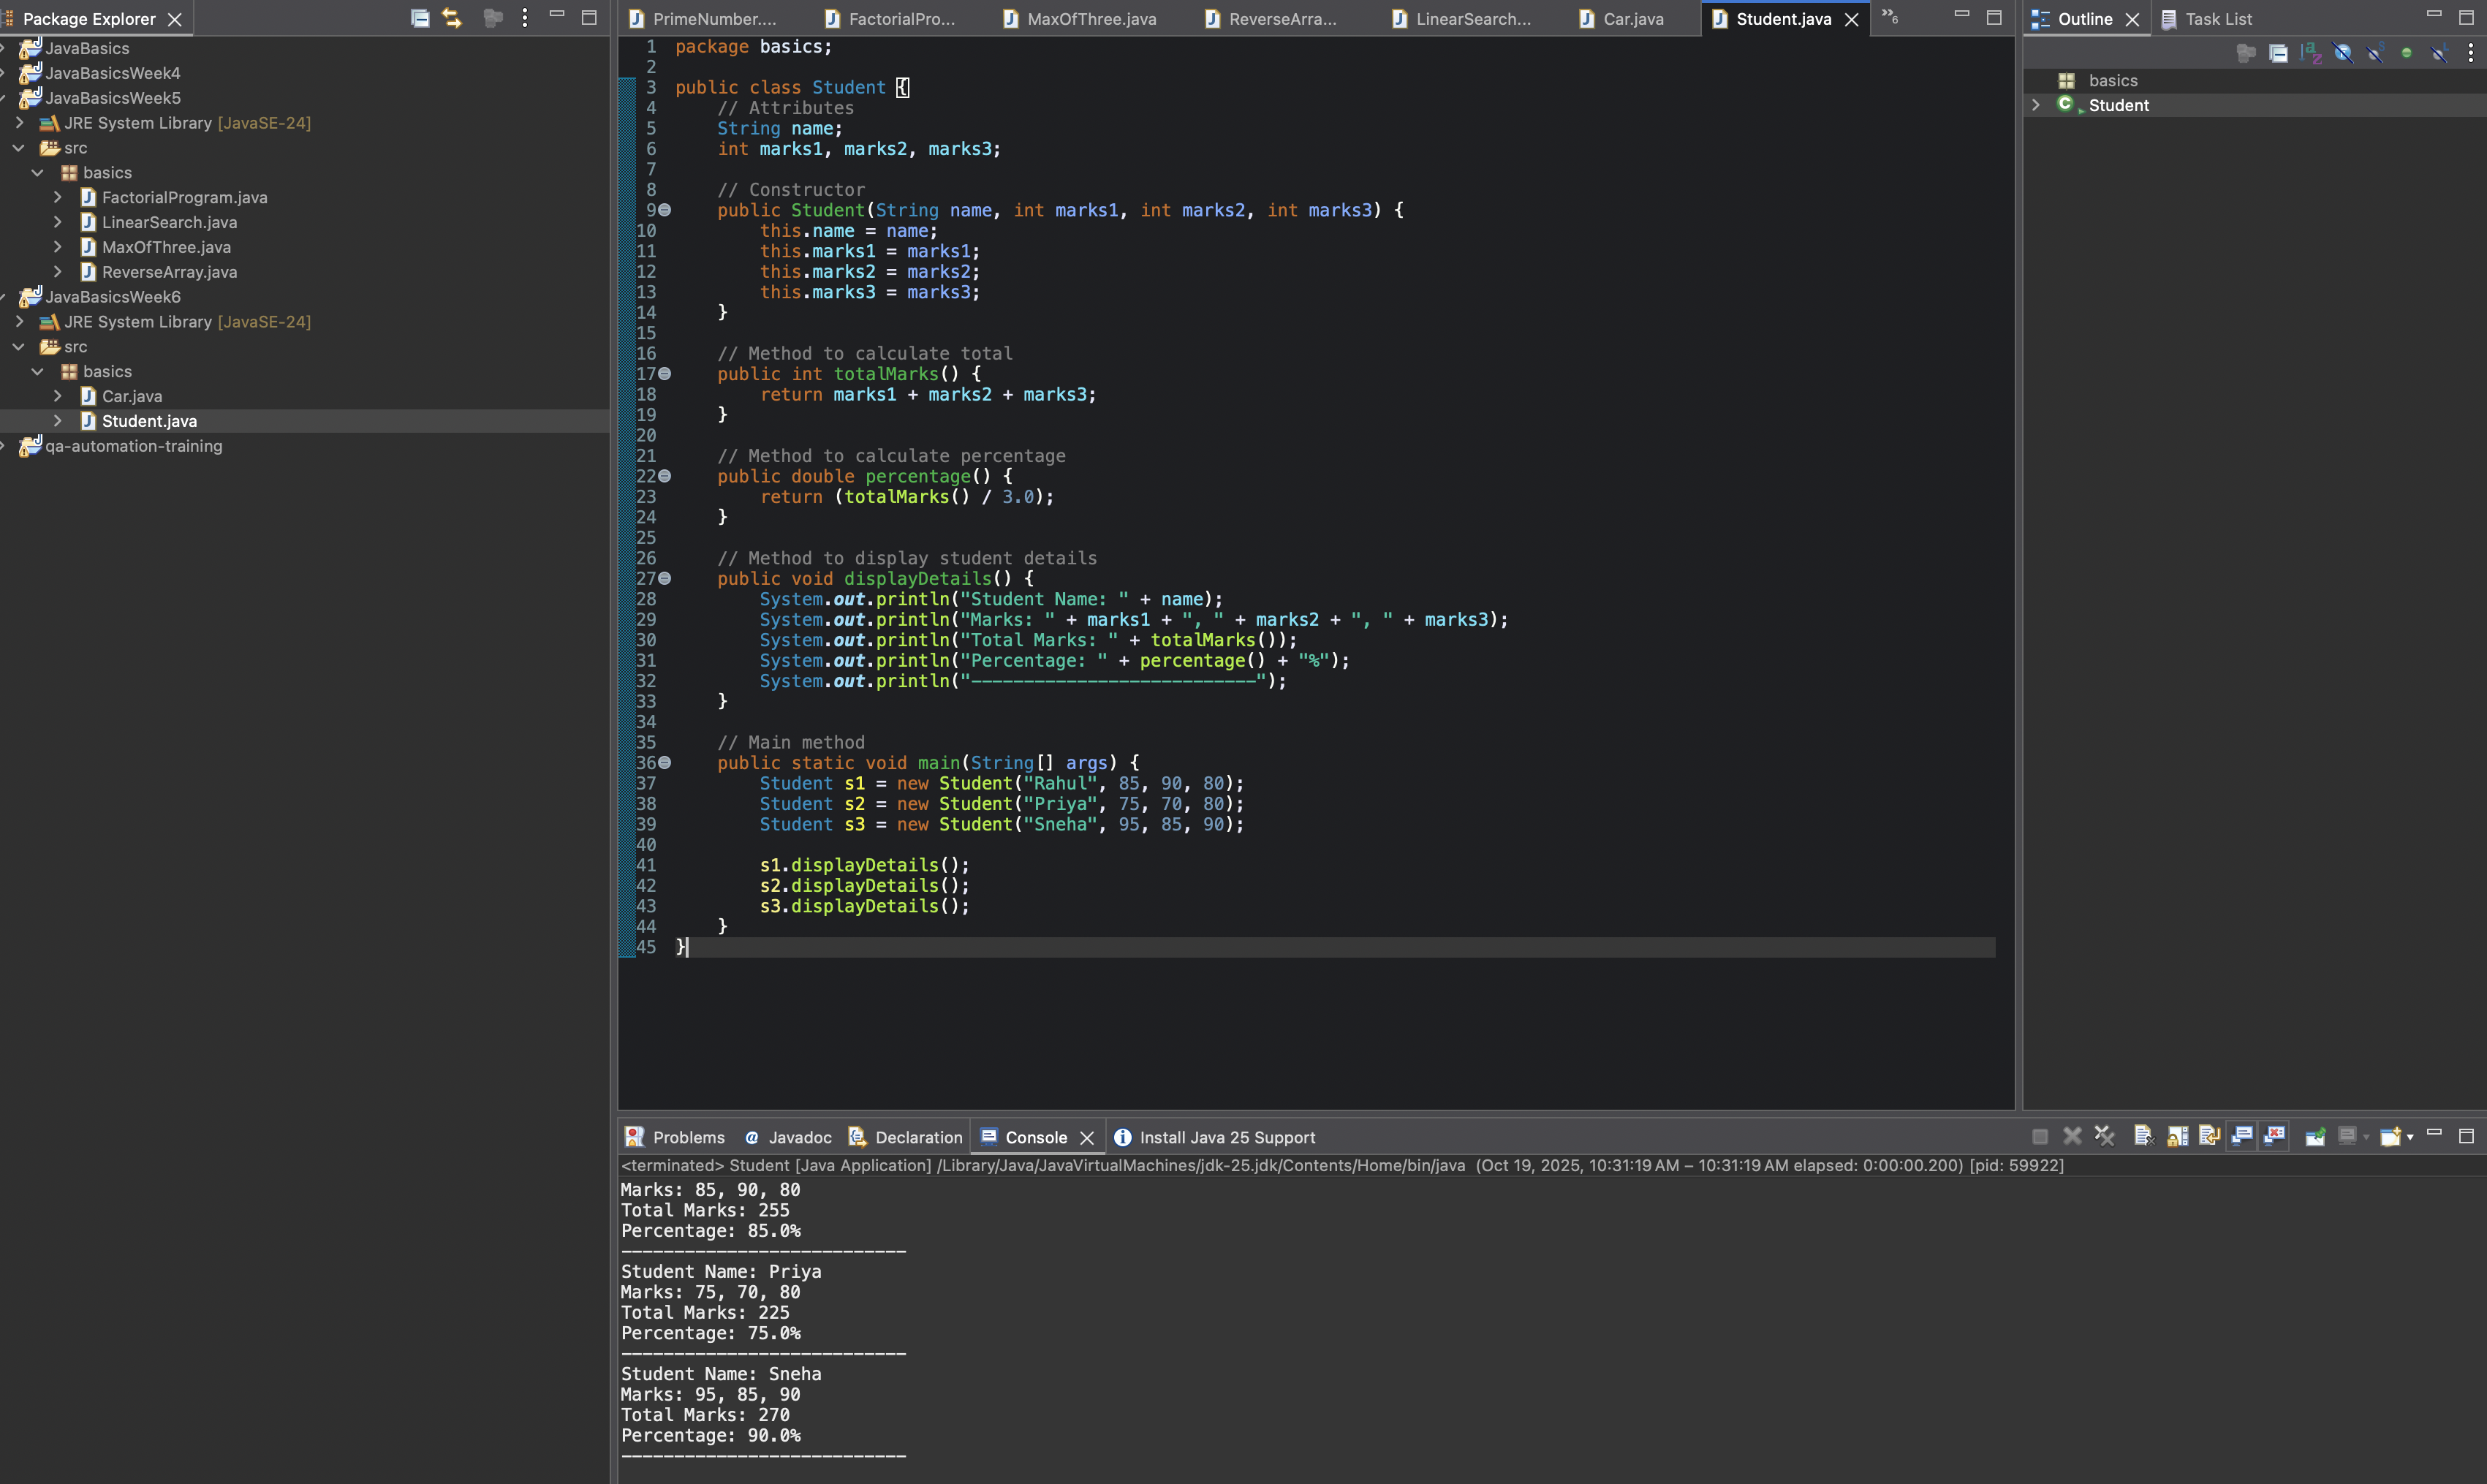 Package Explorer
JavaBasics
JavaBasicsWeek4
JavaBasicsWeek5
JRE System Library [JavaSE-24]
src
basics
FactorialProgram.java
LinearSearch.java
MaxOfThree.java
ReverseArray.java
JavaBasicsWeek6
JRE System Library [JavaSE-24]
src
basics
Car.java
Student.java
qa-automation-training
PrimeNumber.... FactorialPro... MaxOfThree.java ReverseArra... LinearSearch... Car.java Student.java »6
1 package basics;
2
3 public class Student {
4 // Attributes
5 String name;
6 int marks1, marks2, marks3;
7
8 // Constructor
9 public Student(String name, int marks1, int marks2, int marks3) {
10 this.name = name;
11 this.marks1 = marks1;
12 this.marks2 = marks2;
13 this.marks3 = marks3;
14 }
15
16 // Method to calculate total
17 public int totalMarks() {
18 return marks1 + marks2 + marks3;
19 }
20
21 // Method to calculate percentage
22 public double percentage() {
23 return (totalMarks() / 3.0);
24 }
25
26 // Method to display student details
27 public void displayDetails() {
28 System.out.println("Student Name: " + name);
29 System.out.println("Marks: " + marks1 + ", " + marks2 + ", " + marks3);
30 System.out.println("Total Marks: " + totalMarks());
31 System.out.println("Percentage: " + percentage() + "%");
32 System.out.println("---------------------------");
33 }
34
35 // Main method
36 public static void main(String[] args) {
37 Student s1 = new Student("Rahul", 85, 90, 80);
38 Student s2 = new Student("Priya", 75, 70, 80);
39 Student s3 = new Student("Sneha", 95, 85, 90);
40
41 s1.displayDetails();
42 s2.displayDetails();
43 s3.displayDetails();
44 }
45 }
Outline Task List
basics
Student
Problems Javadoc Declaration Console Install Java 25 Support
<terminated> Student [Java Application] /Library/Java/JavaVirtualMachines/jdk-25.jdk/Contents/Home/bin/java (Oct 19, 2025, 10:31:19 AM – 10:31:19 AM elapsed: 0:00:00.200) [pid: 59922]
Marks: 85, 90, 80
Total Marks: 255
Percentage: 85.0%
---------------------------
Student Name: Priya
Marks: 75, 70, 80
Total Marks: 225
Percentage: 75.0%
---------------------------
Student Name: Sneha
Marks: 95, 85, 90
Total Marks: 270
Percentage: 90.0%
---------------------------